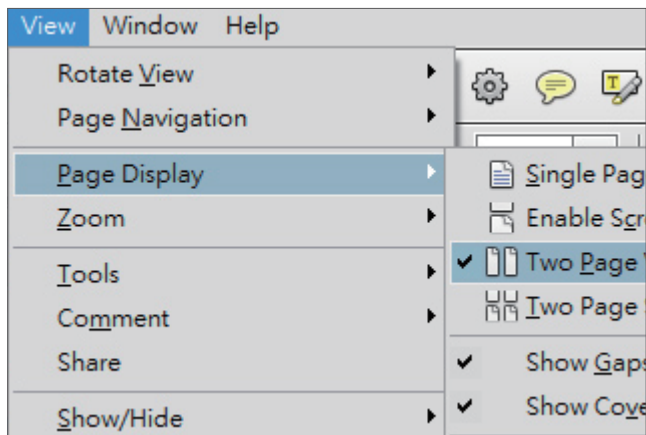 View Window Help
Rotate View
Page Navigation
Page Display
Zoom
Tools
Comment
Share
Show/Hide
T
Single Pag
Enable Scr
Two Page
Two Page
Show Gaps
Show Cove